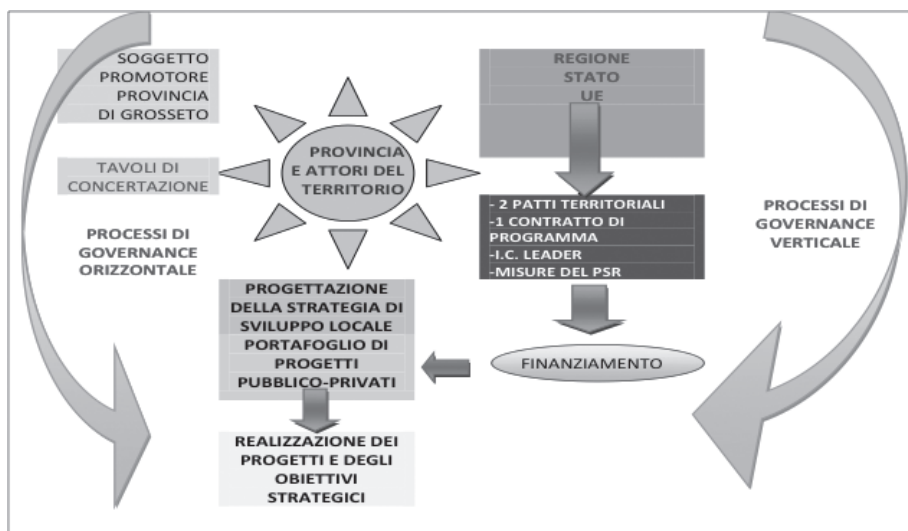 SOGGETTO
PROMOTORE
PROVINCIA
DI GROSSETO
TAVOLI DI
CONCERTAZIONE
PROCESSI DI
GOVERNANCE
ORIZZONTALE
PROVINCIA
E ATTORI DEL
TERRITORIO
REGIONE
STATO
UE
- 2 PATTI TERRITORIALI
-1 CONTRATTO DI
PROGRAMMA
-I.C. LEADER
-MISURE DEL PSR
PROCESSI DI
GOVERNANCE
VERTICALE
FINANZIAMENTO
PROGETTAZIONE
DELLA STRATEGIA DI
SVILUPPO LOCALE
PORTAFOGLIO DI
PROGETTI
PUBBLICO-PRIVATI
REALIZZAZIONE DEI
PROGETTI E DEGLI
OBIETTIVI
STRATEGICI